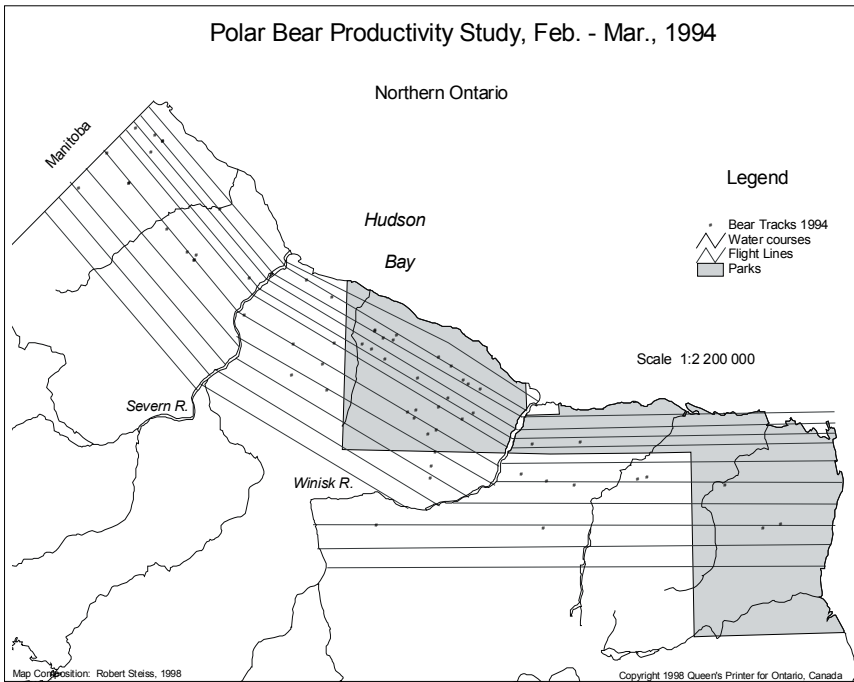 Polar Bear Productivity Study, Feb. - Mar., 1994
Northern Ontario
Manitoba
Hudson
Bay
Legend
Bear Tracks 1994
Water courses
Flight Lines
Parks
Scale 1:2 200 000
Severn R.
Winisk R.
Map Composition: Robert Steiss, 1998
Copyright 1998 Queen's Printer for Ontario, Canada